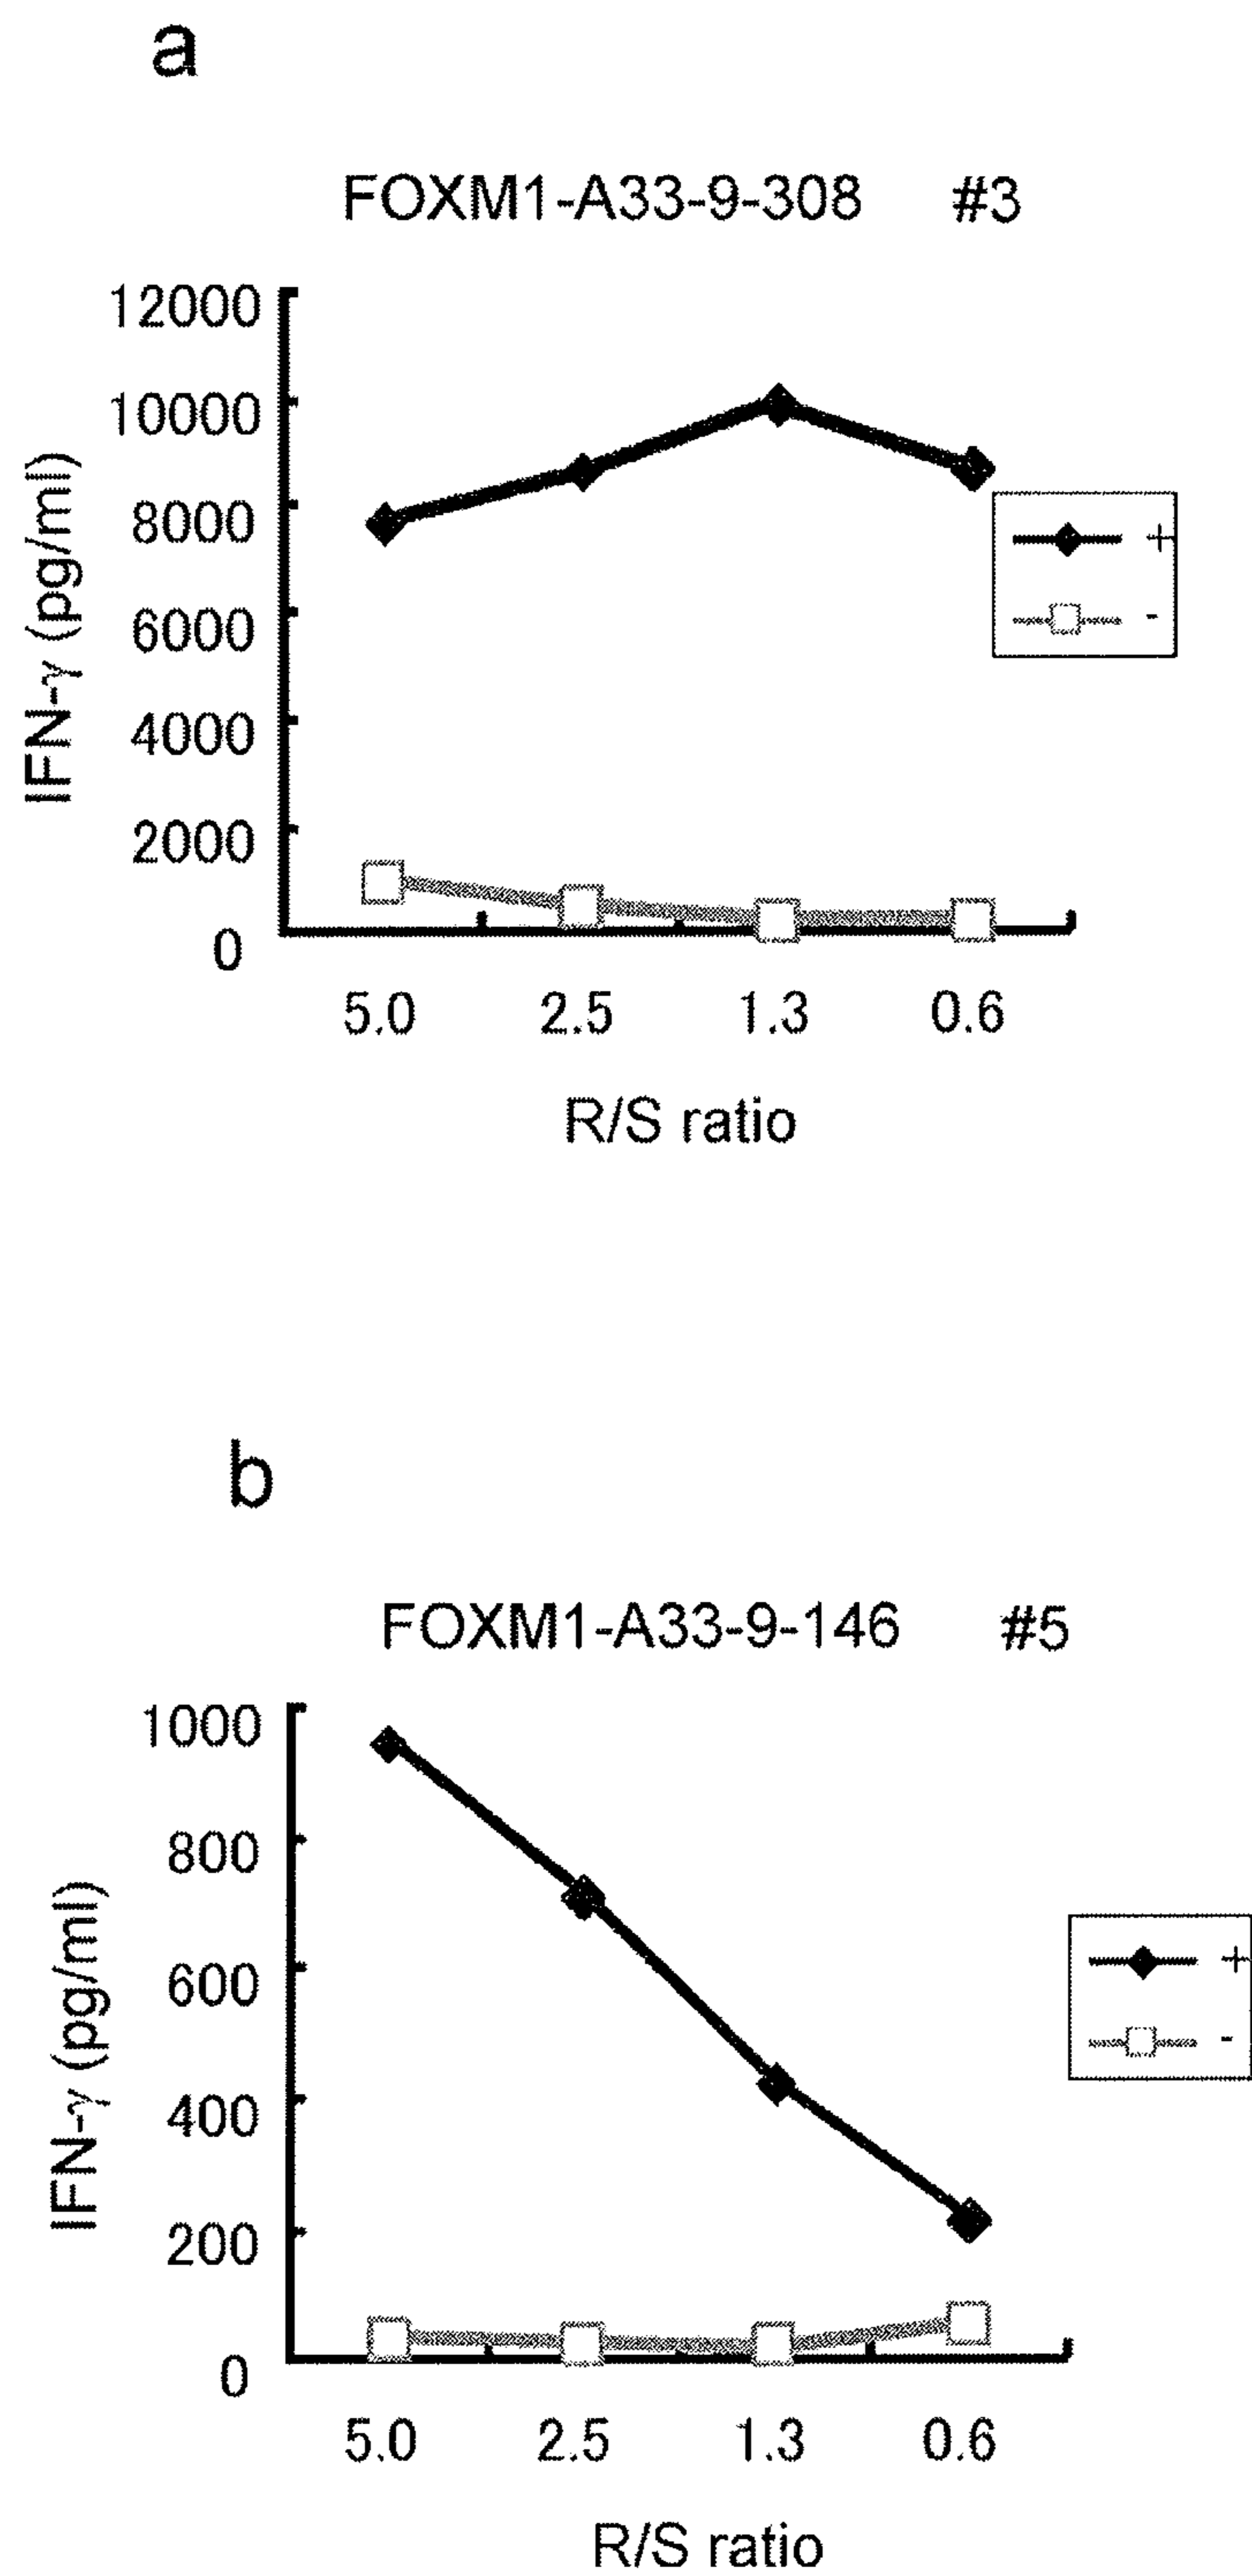 a
FOXM1-A33-9-308 #3
12000
10000
8000
6000
4000
2000
0
IFN-γ (pg/ml)
+
-
5.0 2.5 1.3 0.6
R/S ratio
b
FOXM1-A33-9-146 #5
1000
800
600
400
200
0
IFN-γ (pg/ml)
+
-
5.0 2.5 1.3 0.6
R/S ratio